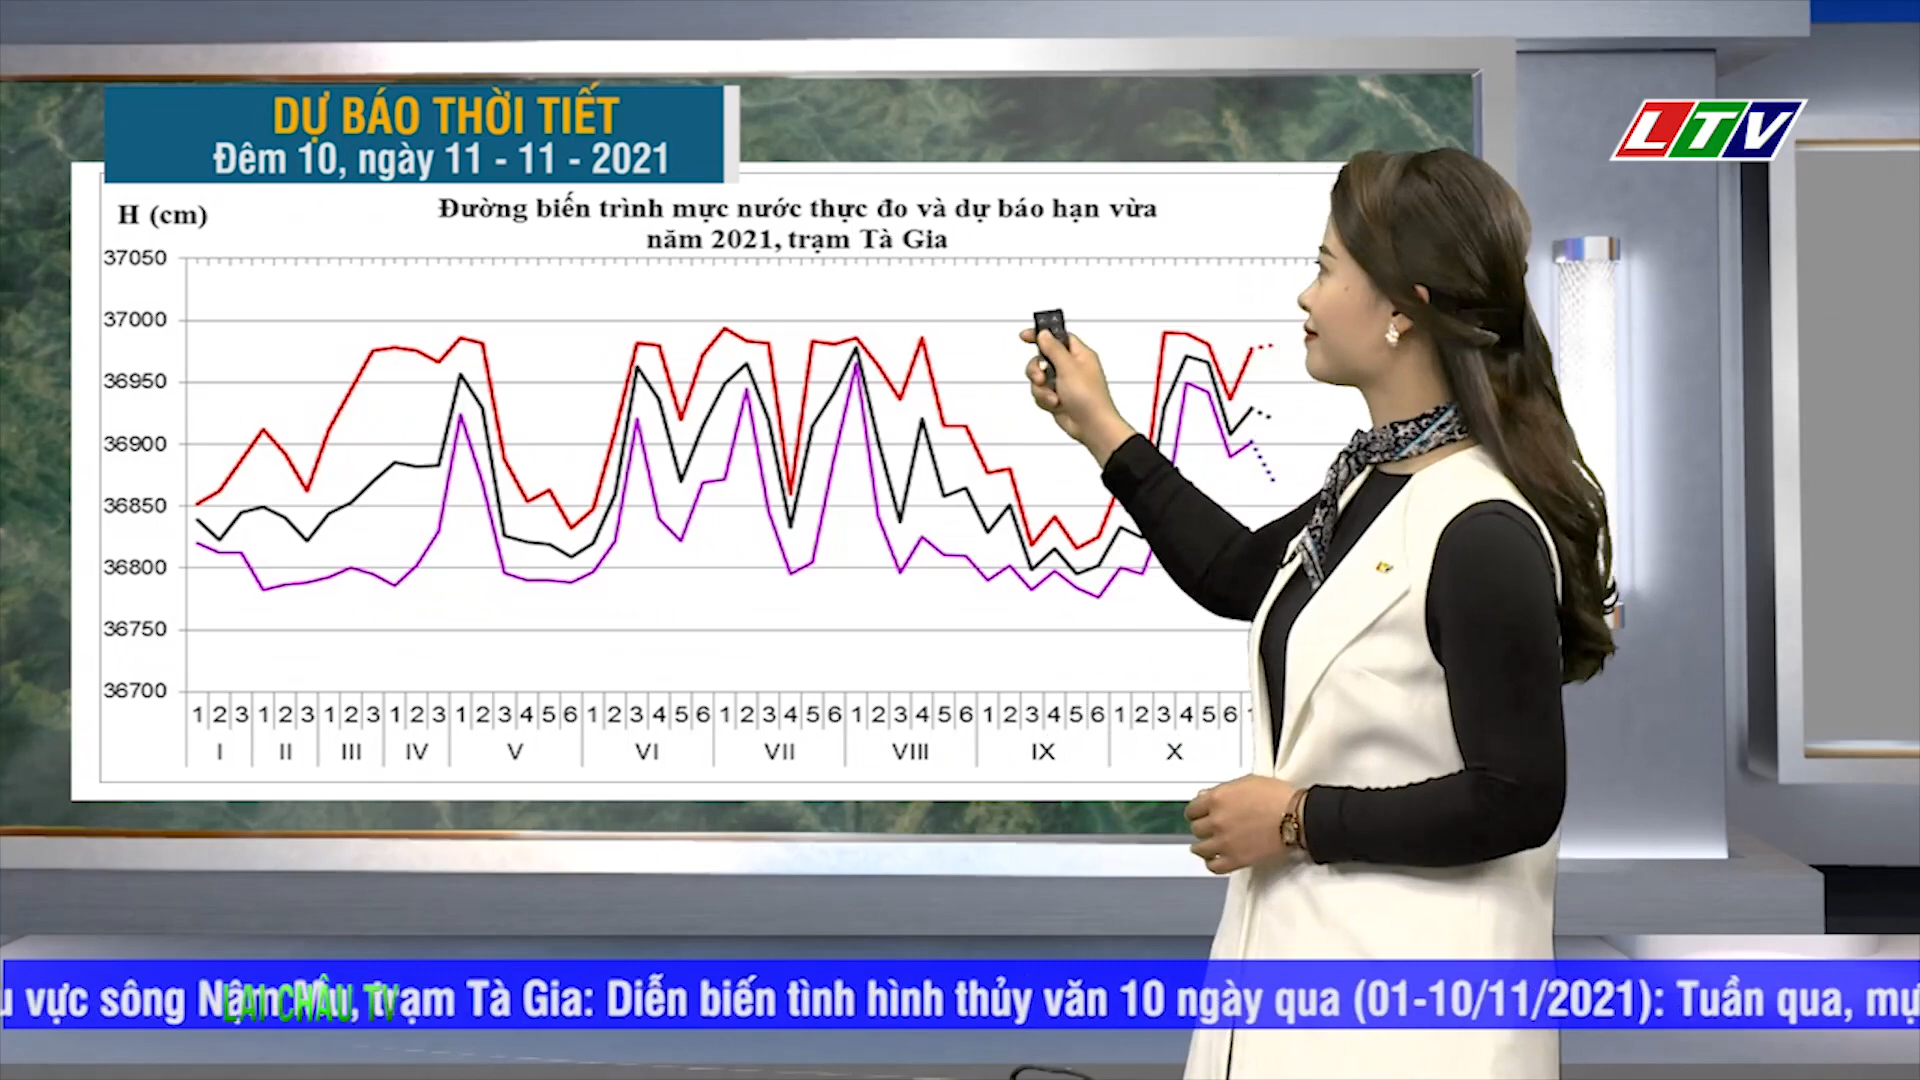 DỰ BÁO THỜI TIẾT
Đêm 10, ngày 11 - 11 - 2021
LTV
H (cm)
Đường biến trình mực nước thực đo và dự báo hạn vừa
năm 2021, trạm Tà Gia
37050
37000
36950
36900
36850
36800
36750
36700
1 2 3 1 2 3 1 2 3 1 2 3 1 2 3 4 5 6 1 2 3 4 5 6 1 2 3 4 5 6 1 2 3 4 5 6 1 2 3 4 5 6 1 2 3 4 5 6 1
I II III IV V VI VII VIII IX X
vực sông Nậm Mu, trạm Tà Gia: Diễn biến tình hình thủy văn 10 ngày qua (01-10/11/2021): Tuần qua,
LAI CHÂU TV